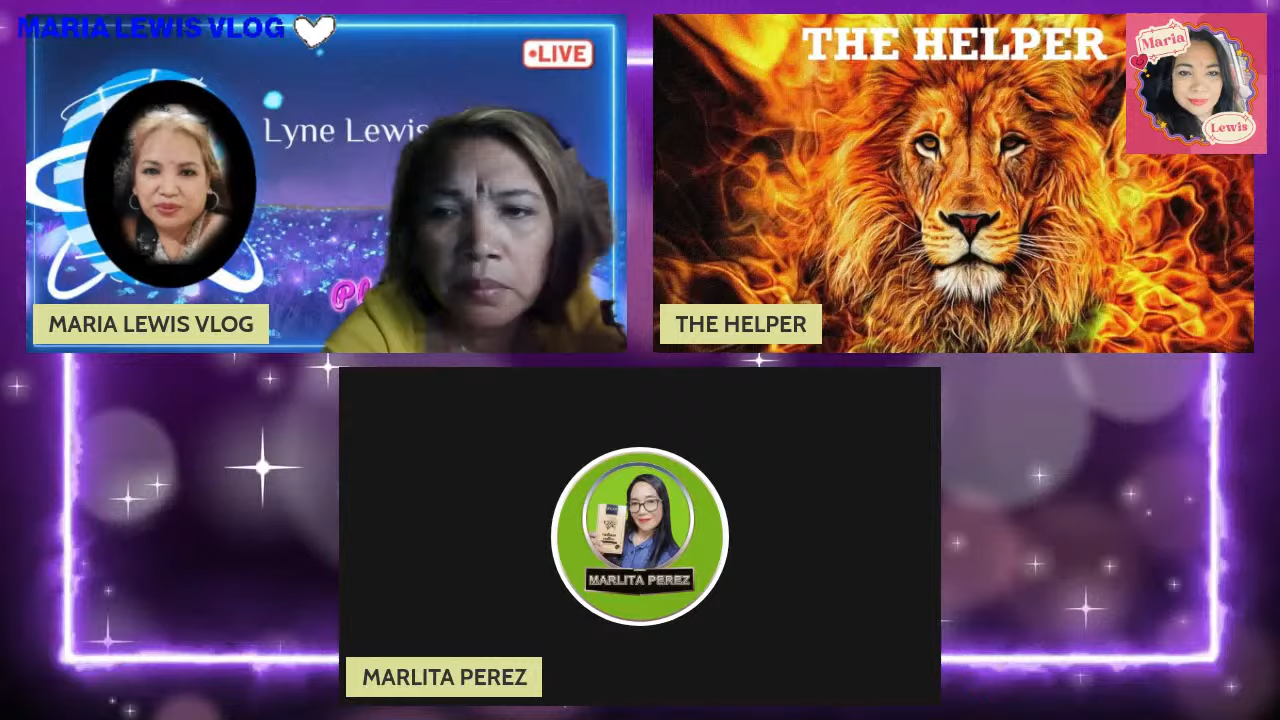 MARIA LEWIS VLOG
LIVE
Lyne Lewis
MARIA LEWIS VLOG
THE HELPER
Maria
Lewis
THE HELPER
MARLITA PEREZ
MARLITA PEREZ